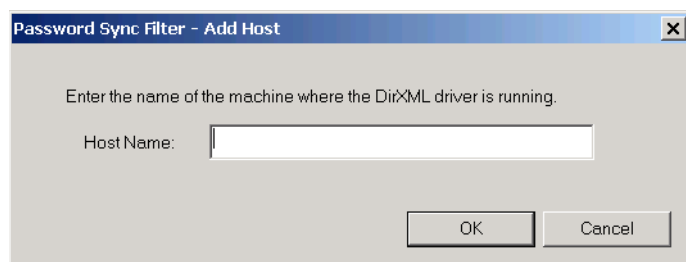 Password Sync Filter - Add Host
Enter the name of the machine where the DirXML driver is running.
Host Name:
OK Cancel